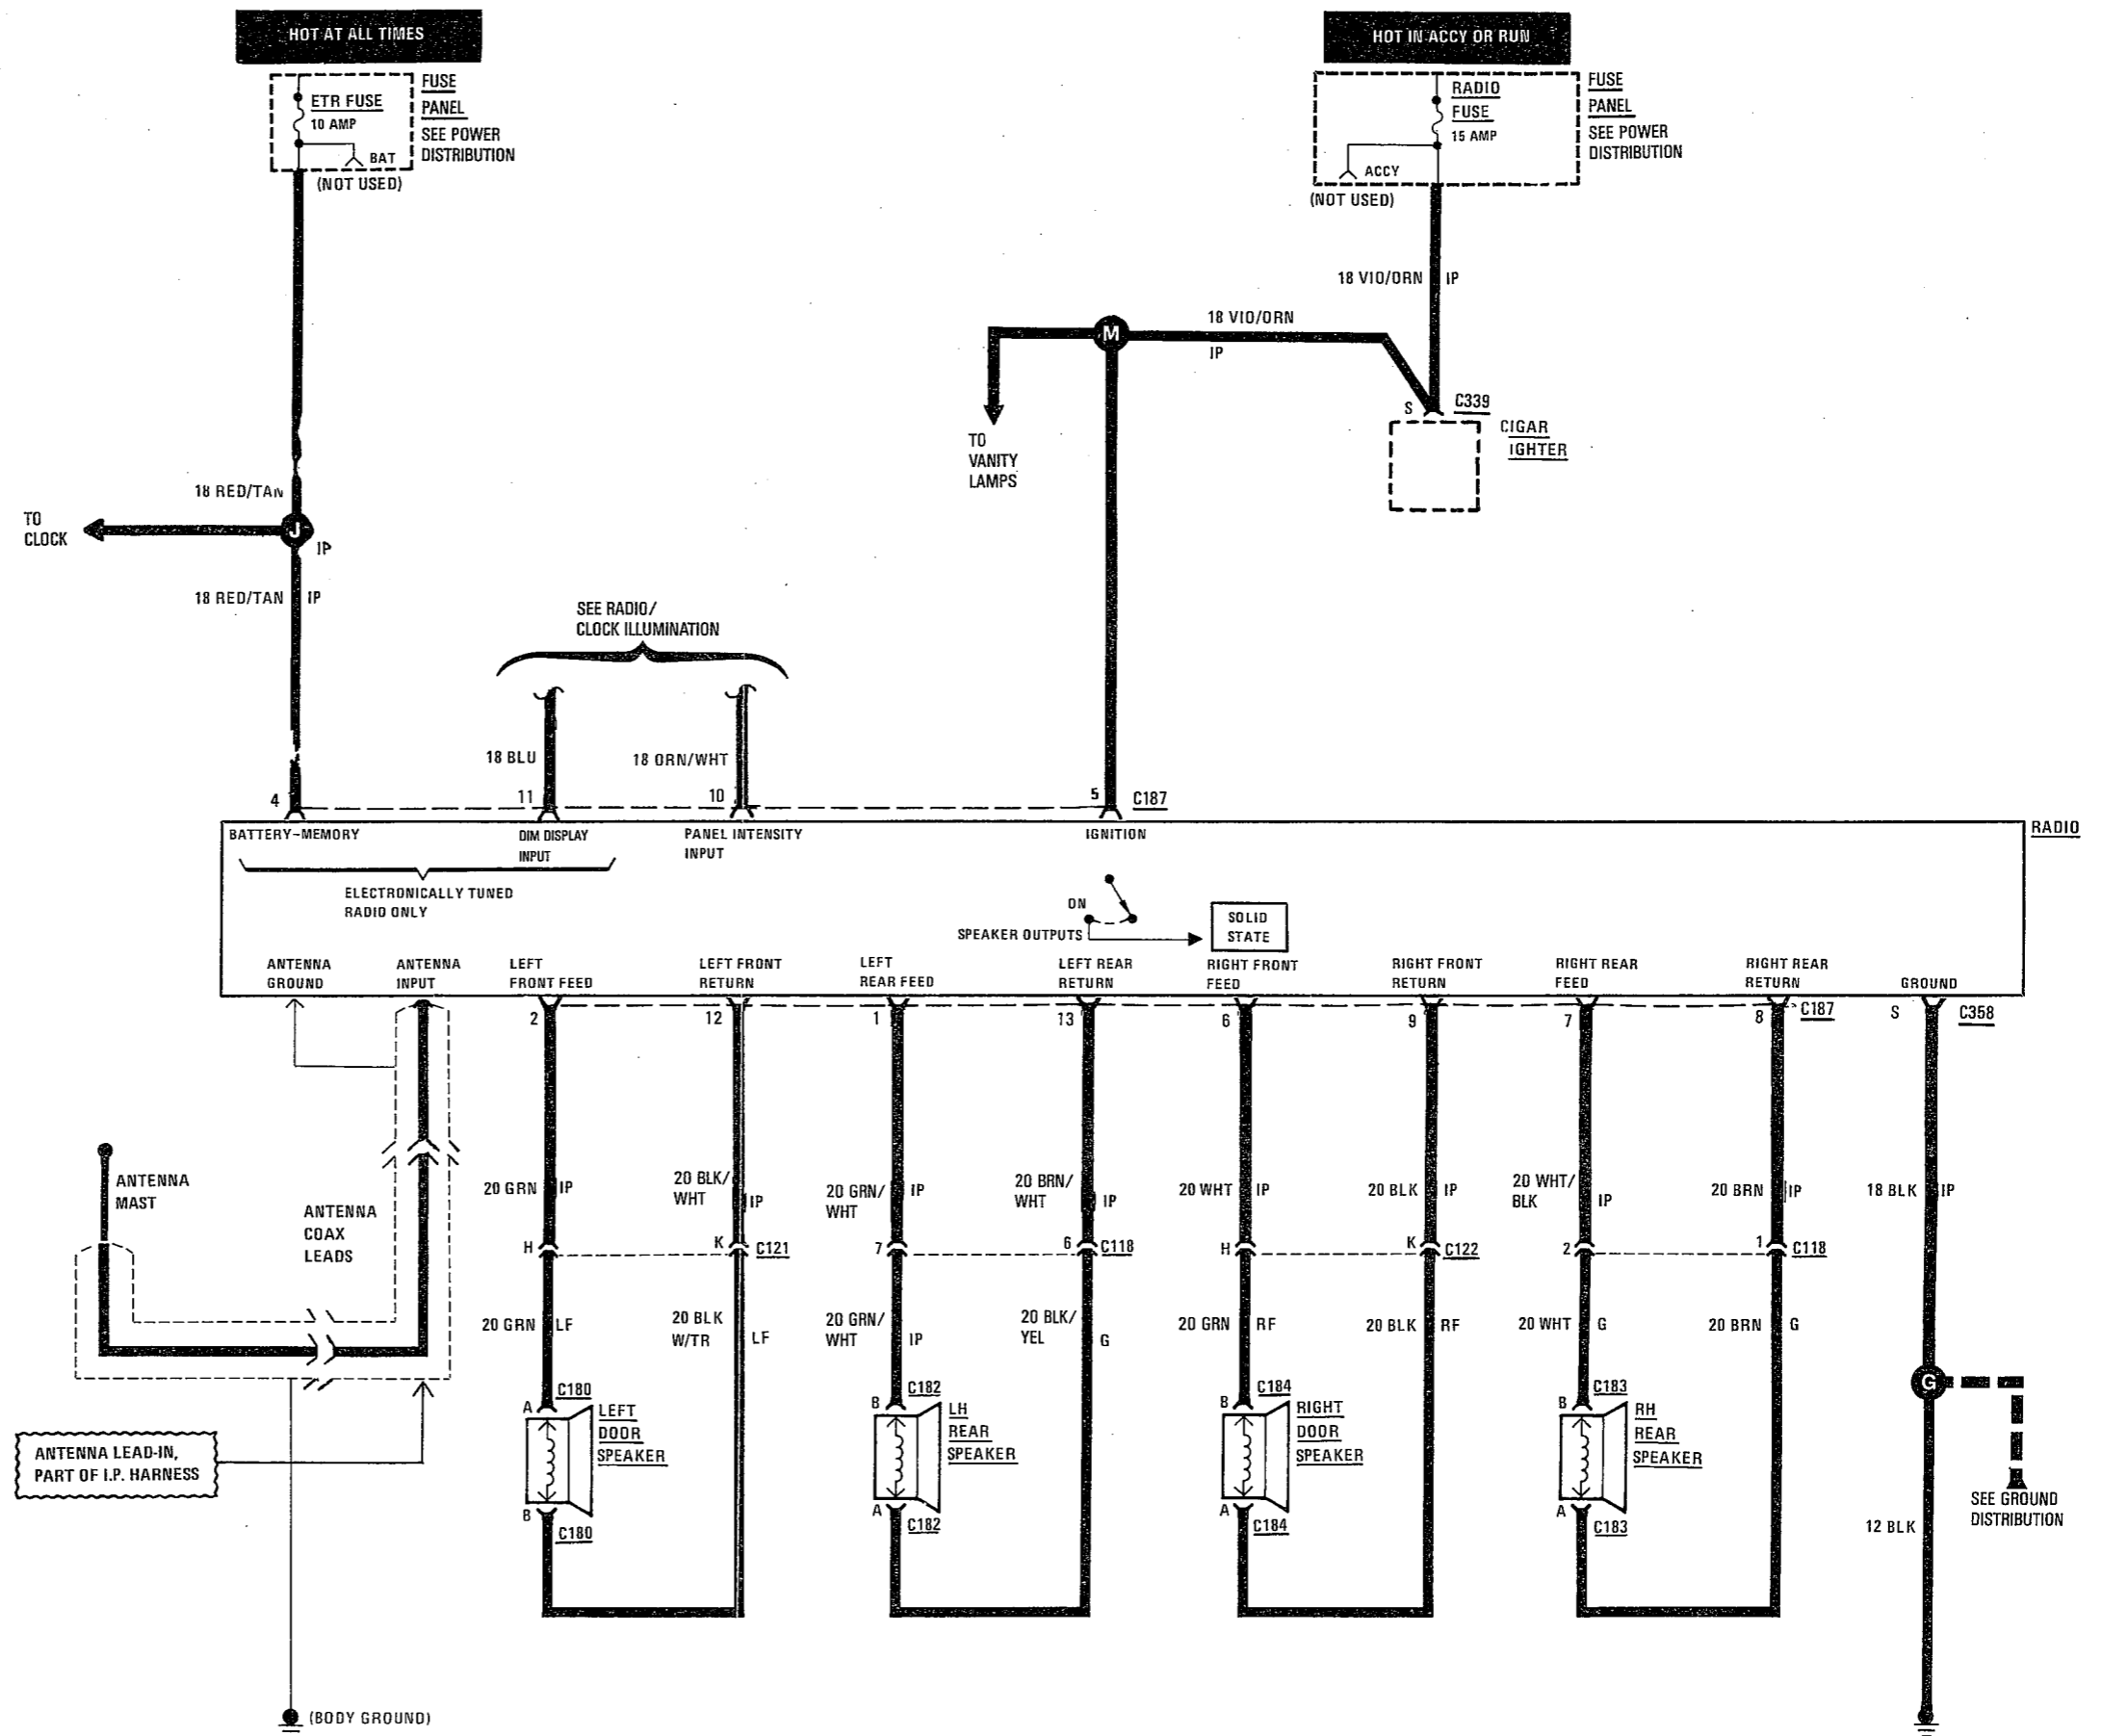 HOT AT ALL TIMES
ETR FUSE
10 AMP
BAT
(NOT USED)
FUSE
PANEL
SEE POWER
DISTRIBUTION
HOT IN ACCY OR RUN
RADIO
FUSE
15 AMP
ACCY
(NOT USED)
FUSE
PANEL
SEE POWER
DISTRIBUTION
18 VIO/ORN
IP
18 VIO/ORN
IP
M
TO
VANITY
LAMPS
S
C339
CIGAR
IGHTER
18 RED/TAN
TO
CLOCK
J
IP
18 RED/TAN
IP
SEE RADIO/
CLOCK ILLUMINATION
18 BLU
18 ORN/WHT
4
11
10
5
C187
RADIO
BATTERY-MEMORY
DIM DISPLAY
INPUT
PANEL INTENSITY
INPUT
IGNITION
ELECTRONICALLY TUNED
RADIO ONLY
ON
SPEAKER OUTPUTS
SOLID
STATE
ANTENNA
GROUND
ANTENNA
INPUT
LEFT
FRONT FEED
LEFT FRONT
RETURN
LEFT
REAR FEED
LEFT REAR
RETURN
RIGHT FRONT
FEED
RIGHT FRONT
RETURN
RIGHT REAR
FEED
RIGHT REAR
RETURN
GROUND
2
12
1
13
6
9
7
8
C187
S
C358
ANTENNA
MAST
ANTENNA
COAX
LEADS
20 GRN
IP
20 BLK/
WHT
IP
20 GRN/
WHT
IP
20 BRN/
WHT
IP
20 WHT
IP
20 BLK
IP
20 WHT/
BLK
IP
20 BRN
IP
18 BLK
IP
H
K
C121
7
6
C118
H
K
C122
2
1
C118
20 GRN
LF
20 BLK
W/TR
LF
20 GRN/
WHT
IP
20 BLK/
YEL
G
20 GRN
RF
20 BLK
RF
20 WHT
G
20 BRN
G
A
C180
LEFT
DOOR
SPEAKER
B
C180
B
C182
LH
REAR
SPEAKER
A
C182
B
C184
RIGHT
DOOR
SPEAKER
A
C184
B
C183
RH
REAR
SPEAKER
A
C183
G
SEE GROUND
DISTRIBUTION
12 BLK
ANTENNA LEAD-IN,
PART OF I.P. HARNESS
(BODY GROUND)